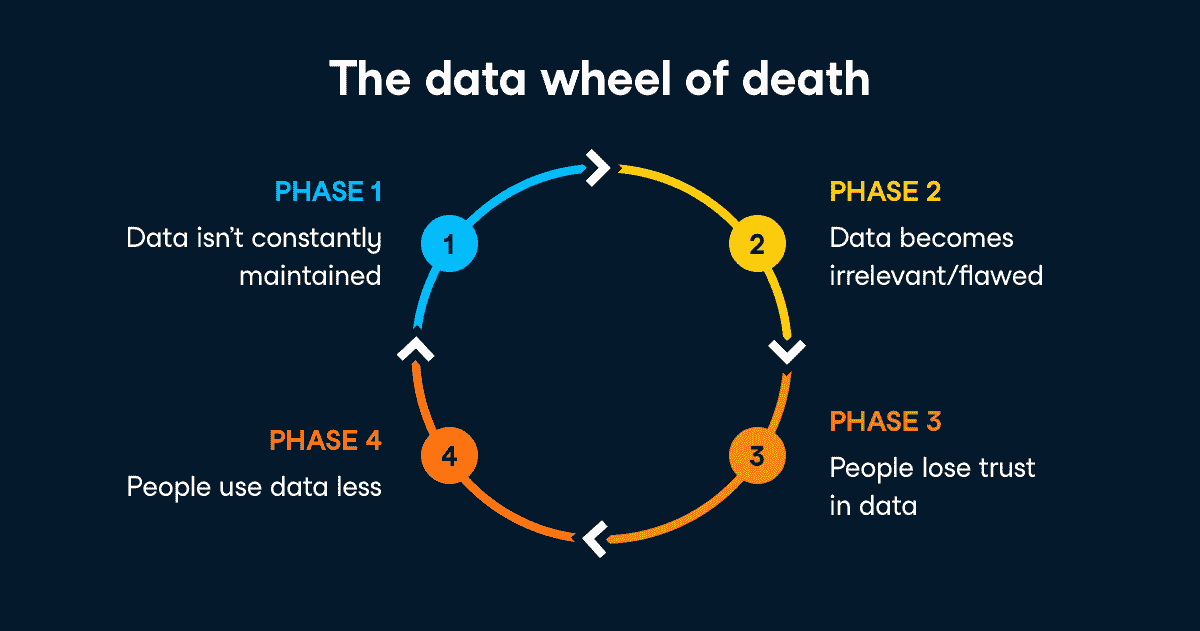 The data wheel of death
PHASE 1
Data isn’t constantly
maintained
1
PHASE 2
Data becomes
irrelevant/flawed
2
PHASE 3
People lose trust
in data
3
PHASE 4
People use data less
4